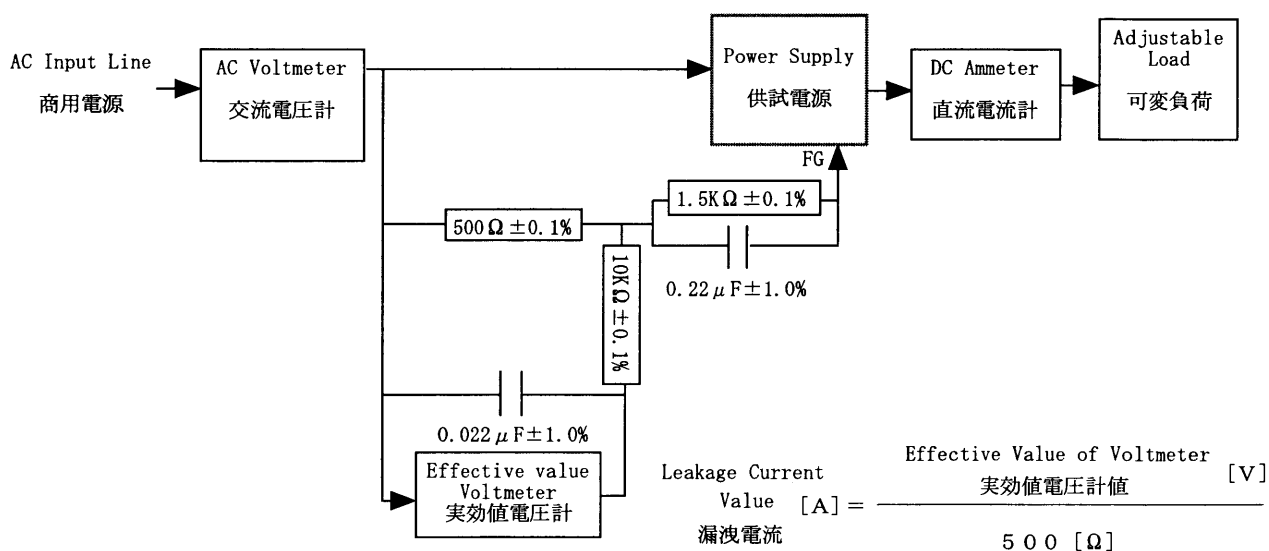 AC Input Line
商用電源
AC Voltmeter
交流電圧計
Power Supply
供試電源
DC Ammeter
直流電流計
Adjustable
Load
可変負荷
FG
1.5KΩ±0.1%
500Ω±0.1%
10KΩ±0.1%
0.22μF±1.0%
0.022μF±1.0%
Effective value
Voltmeter
実効値電圧計
Leakage Current
Value [A]=
漏洩電流
Effective Value of Voltmeter
実効値電圧計値 [V]
500 [Ω]